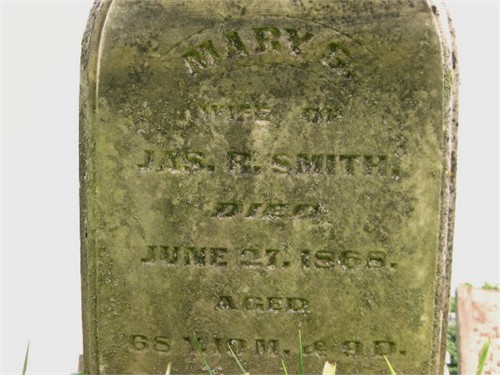 MARY
WIFE OF
JAS. R. SMITH,
DIED
JUNE 27. 1868.
AGED
68 Y. 10 M. & 9 D.